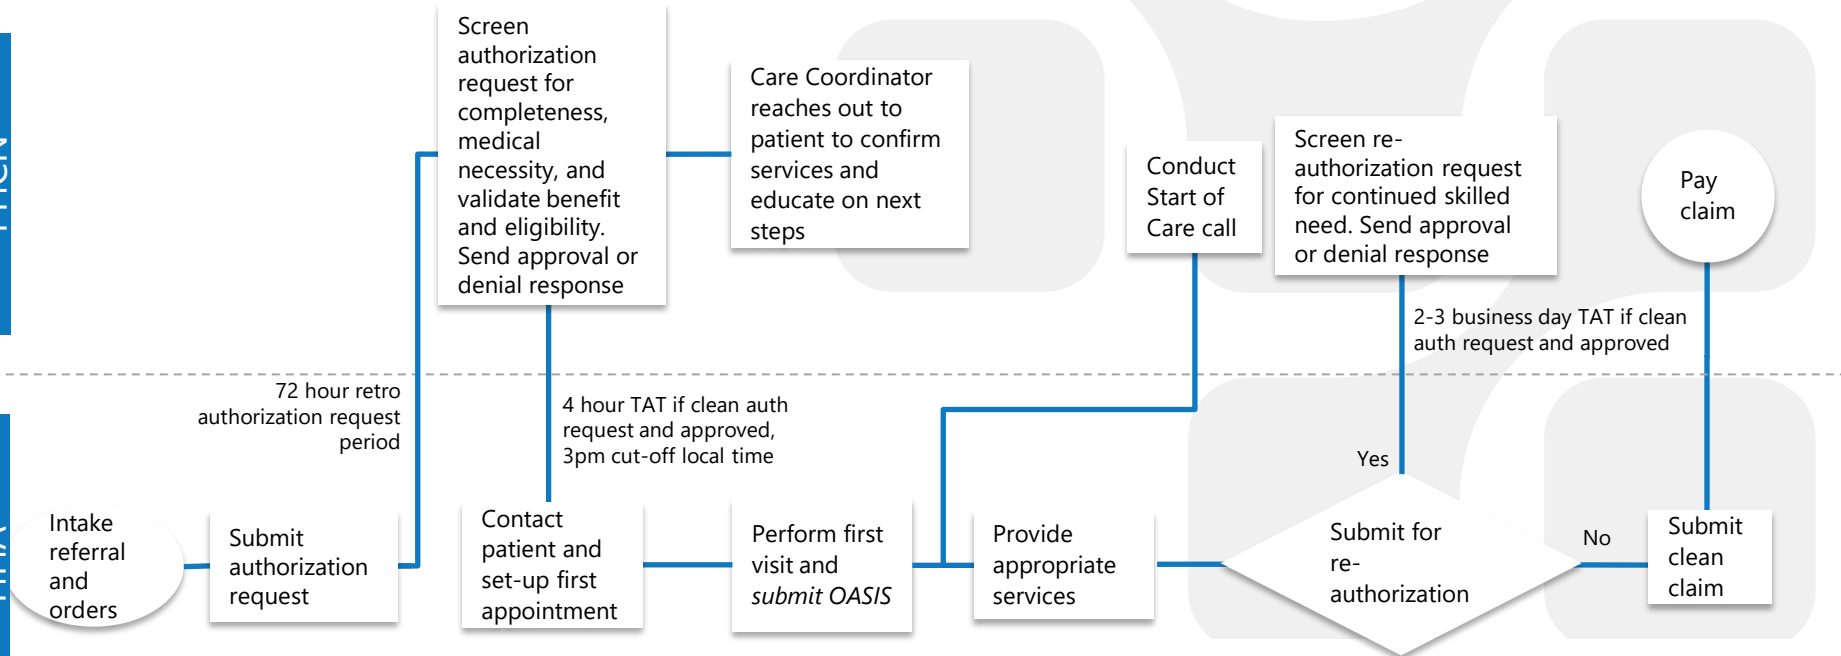 Screen
authorization
request for
completeness,
medical
necessity, and
validate benefit
and eligibility.
Send approval or
denial response
Care Coordinator
reaches out to
patient to confirm
services and
educate on next
steps
Conduct
Start of
Care call
Screen re-
authorization request
for continued skilled
need. Send approval
or denial response
Pay
claim
2-3 business day TAT if clean
auth request and approved
72 hour retro
authorization request
period
4 hour TAT if clean auth
request and approved,
3pm cut-off local time
Yes
Intake
referral
and
orders
Submit
authorization
request
Contact
patient and
set-up first
appointment
Perform first
visit and
submit OASIS
Provide
appropriate
services
Submit for
re-
authorization
No
Submit
clean
claim